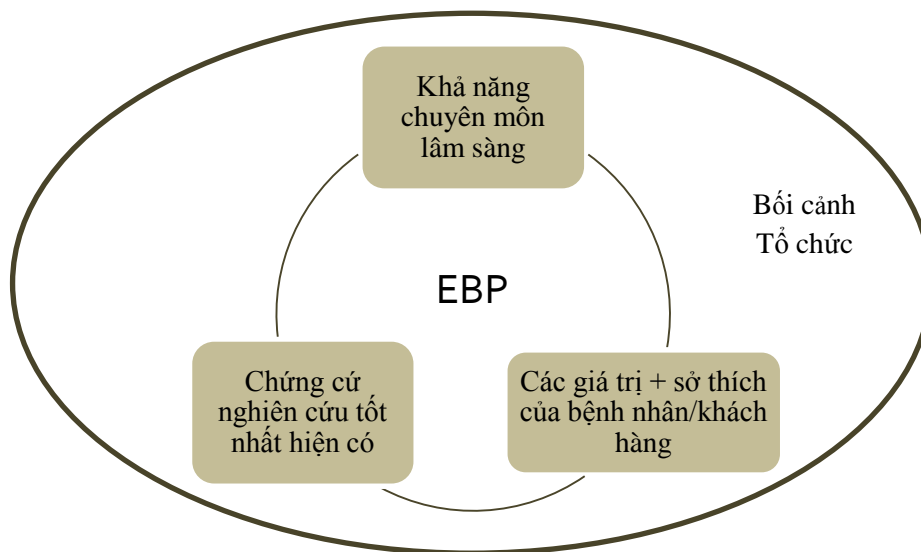 Khả năng
chuyên môn
lâm sàng
Bối cảnh
Tổ chức
EBP
Chứng cứ
nghiên cứu tốt
nhất hiện có
Các giá trị + sở thích
của bệnh nhân/khách
hàng